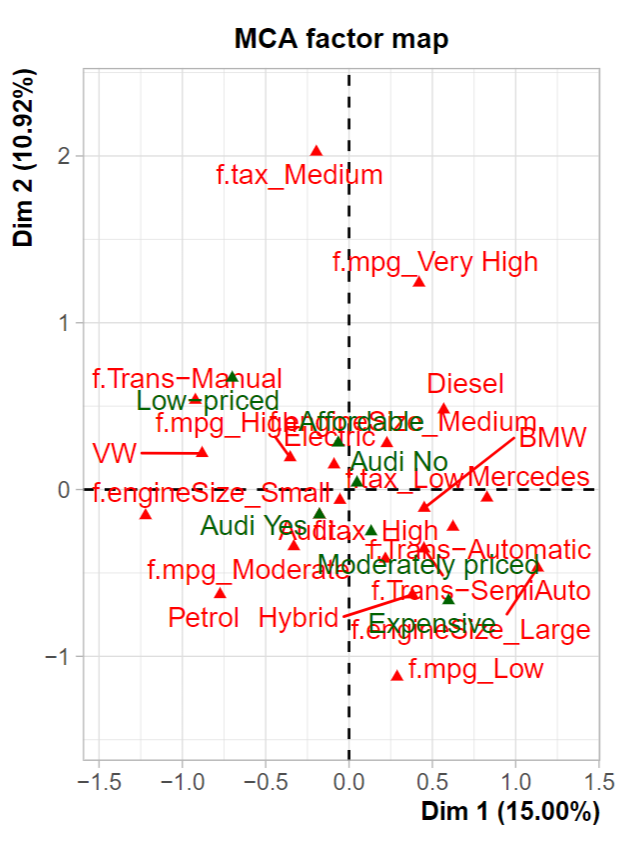 MCA factor map
Dim 2 (10.92%)
2
1
0
−1
f.tax_Medium
f.mpg_Very High
f.Trans−Manual
Diesel
Low−priced
f.mpg_High
Affordable
f.engineSize_Medium
Electric
BMW
VW
Audi No
f.tax_Low
Mercedes
f.engineSize_Small
Audi Yes
Audi
f.tax_High
f.Trans−Automatic
Moderately priced
f.mpg_Moderate
f.Trans−SemiAuto
Petrol
Hybrid
Expensive
f.engineSize_Large
f.mpg_Low
−1.5
−1.0
−0.5
0.0
0.5
1.0
1.5
Dim 1 (15.00%)